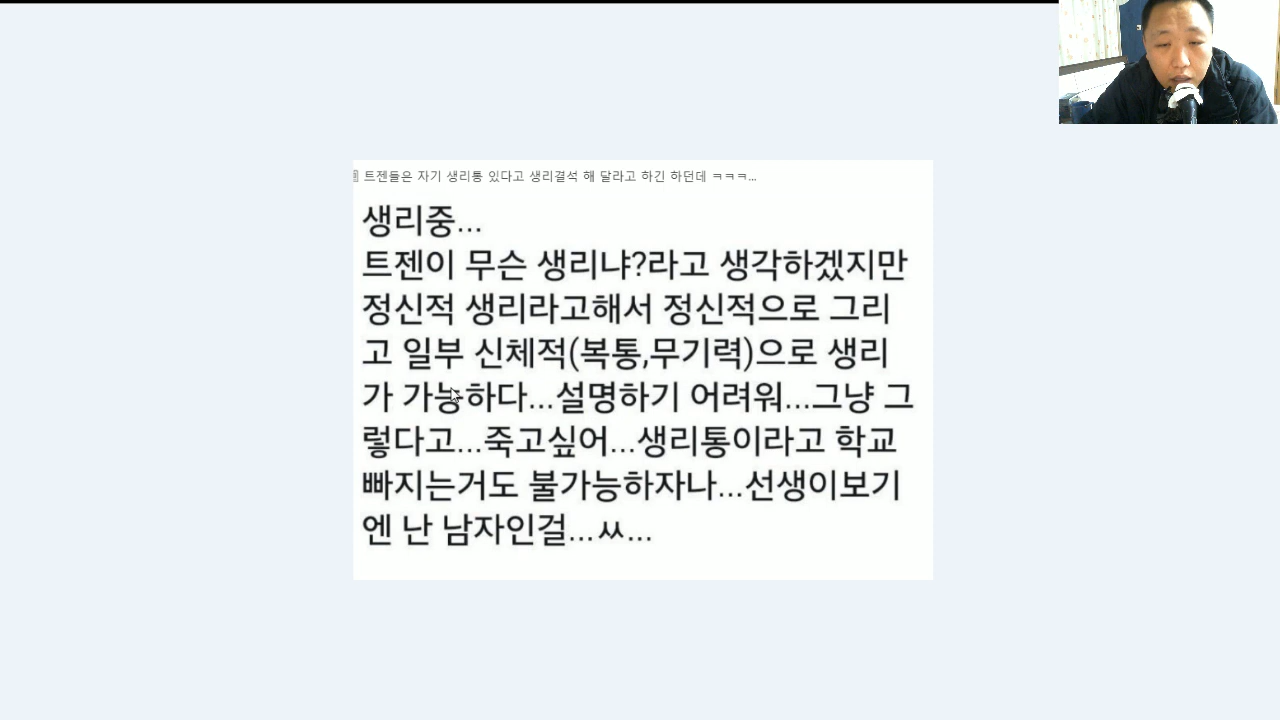 트젠들은 자기 생리통 있다고 생리결석 해 달라고 하긴 하던데 ㅋㅋㅋ...
생리중...
트젠이 무슨 생리냐?라고 생각하겠지만
정신적 생리라고해서 정신적으로 그리
고 일부 신체적(복통,무기력)으로 생리
가 가능하다...설명하기 어려워...그냥 그
렇다고...죽고싶어...생리통이라고 학교
빠지는거도 불가능하자나...선생이보기
엔 난 남자인걸...ㅆ...